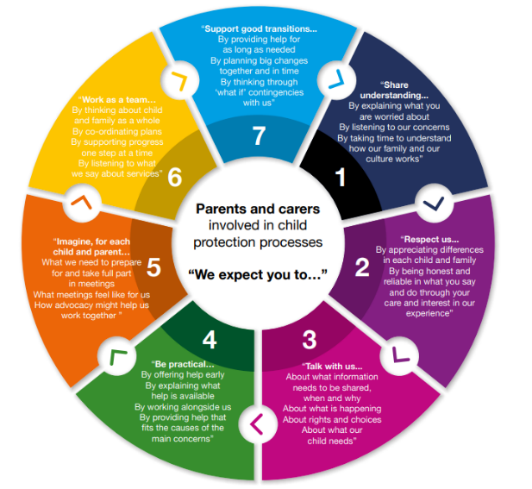 Parents and carers
involved in child
protection processes
“We expect you to…”
1
“Share
understanding...
By explaining what you
are worried about
By listening to our concerns
By taking time to understand
how our family and our
culture works”
2
“Respect us...
By appreciating differences
in each child and family
By being honest and
reliable in what you say
and do through your
care and interest in our
experience”
3
“Talk with us...
About what information
needs to be shared,
when and why
About what is happening
About rights and choices
About what our
child needs”
4
“Be practical...
By offering help early
By explaining what
help is available
By working alongside us
By providing help that
fits the causes of the
main concerns”
5
“Imagine, for each
child and parent...
What we need to prepare
for and take full part
in meetings
What meetings feel like for us
How advocacy might help us
work together ”
6
“Work as a team...
By thinking about child
and family as a whole
By co-ordinating plans
By supporting progress
one step at a time
By listening to what
we say about services”
7
“Support good transitions...
By providing help for
as long as needed
By planning big changes
together and in time
By thinking through
‘what if’ contingencies
with us”